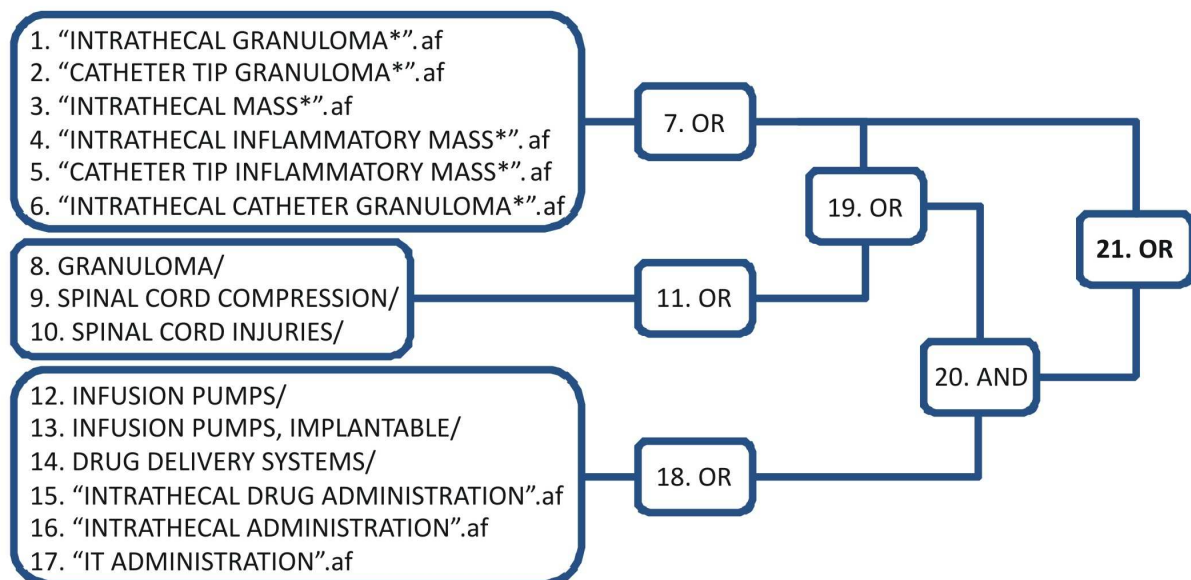 1. “INTRATHECAL GRANULOMA*”.af
2. “CATHETER TIP GRANULOMA*”.af
3. “INTRATHECAL MASS*”.af
4. “INTRATHECAL INFLAMMATORY MASS*”.af
5. “CATHETER TIP INFLAMMATORY MASS*”.af
6. “INTRATHECAL CATHETER GRANULOMA*”.af
7. OR
19. OR
21. OR
8. GRANULOMA/
9. SPINAL CORD COMPRESSION/
10. SPINAL CORD INJURIES/
11. OR
20. AND
12. INFUSION PUMPS/
13. INFUSION PUMPS, IMPLANTABLE/
14. DRUG DELIVERY SYSTEMS/
15. “INTRATHECAL DRUG ADMINISTRATION”.af
16. “INTRATHECAL ADMINISTRATION”.af
17. “IT ADMINISTRATION”.af
18. OR